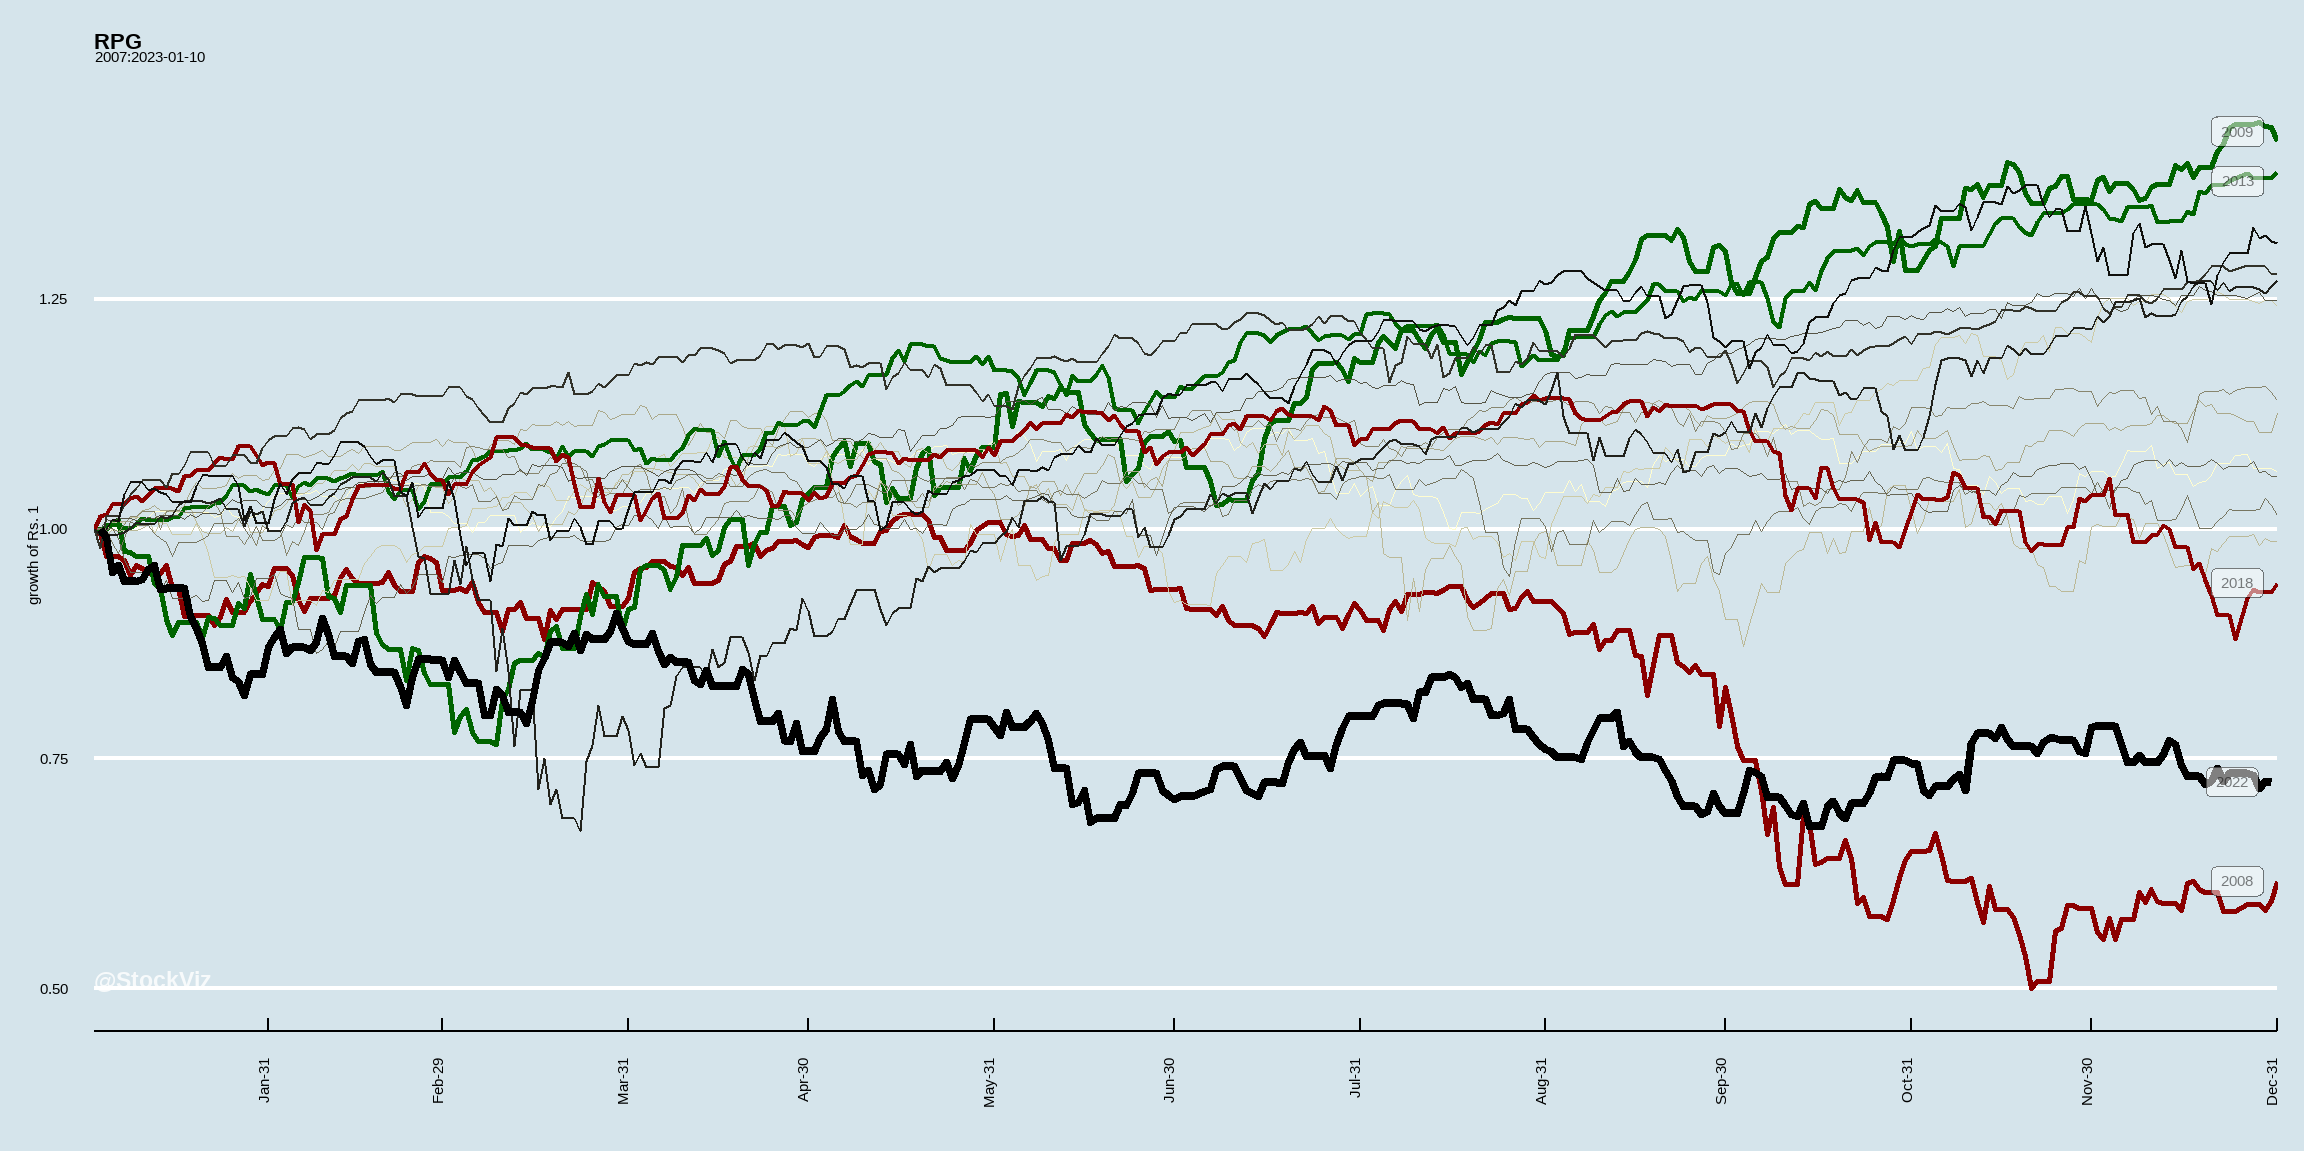 RPG
2007:2023-01-10
2009
2013
1.25
growth of Rs. 1
1.00
2018
0.75
2022
2008
@StockViz
0.50
Jan-31
Feb-29
Mar-31
Apr-30
May-31
Jun-30
Jul-31
Aug-31
Sep-30
Oct-31
Nov-30
Dec-31